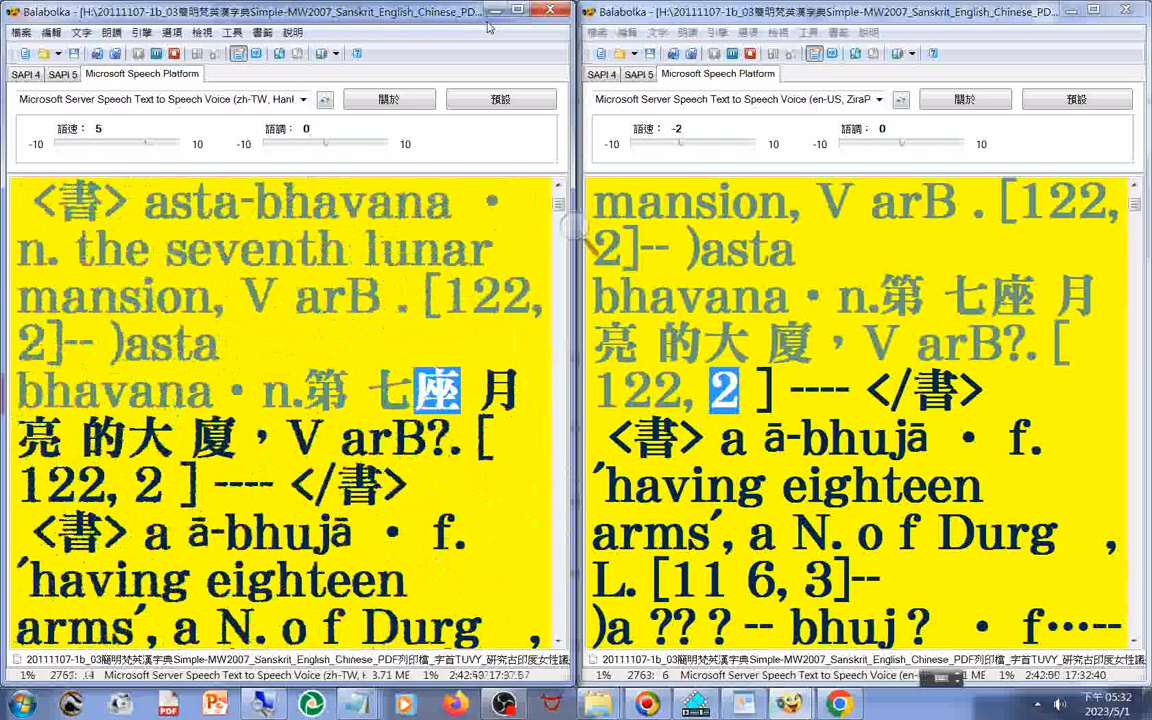 Balabolka - [H:\20111107-1b_03簡明梵英漢字典Simple-MW2007_Sanskrit_English_Chinese_PD...
檔案 編輯 文字 朗讀 引擎 選項 檢視 工具 書籤 說明
SAPI 4 SAPI 5 Microsoft Speech Platform
Microsoft Server Speech Text to Speech Voice (zh-TW, Hanl
關於 預設
語速： 5 語調： 0
-10 10 -10 10
<書> asta-bhavana •
n. the seventh lunar
mansion, V arB . [122,
2]-- )asta
bhavana • n.第 七座 月
亮 的大 廈，V arB?. [
122, 2 ] ---- </書>
<書> a ā-bhujā • f.
´having eighteen
arms´, a N. o f Durg ,
20111107-1b_03簡明梵英漢字典Simple-MW2007_Sanskrit_English_Chinese_PDF列印檔_字首TUVY_研究古印度女性議
1% Microsoft Server Speech Text to Speech Voice (zh-TW, H 3.71 MB 1%
Balabolka - [H:\20111107-1b_03簡明梵英漢字典Simple-MW2007_Sanskrit_English_Chinese_PD...
檔案 編輯 文字 朗讀 引擎 選項 檢視 工具 書籤 說明
SAPI 4 SAPI 5 Microsoft Speech Platform
Microsoft Server Speech Text to Speech Voice (en-US, ZiraP
關於 預設
語速： -2 語調： 0
-10 10 -10 10
mansion, V arB . [122,
2]-- )asta
bhavana • n.第 七座 月
亮 的大 廈，V arB?. [
122, 2 ] ---- </書>
<書> a ā-bhujā • f.
´having eighteen
arms´, a N. o f Durg ,
L. [11 6, 3]--
)a ?? ? -- bhuj ? • f···--
20111107-1b_03簡明梵英漢字典Simple-MW2007_Sanskrit_English_Chinese_PDF列印檔_字首TUVY_研究古印度女性議
1% Microsoft Server Speech Text to Speech Voice (en-US, 1% 17:32:40
下午 05:32
2023/5/1